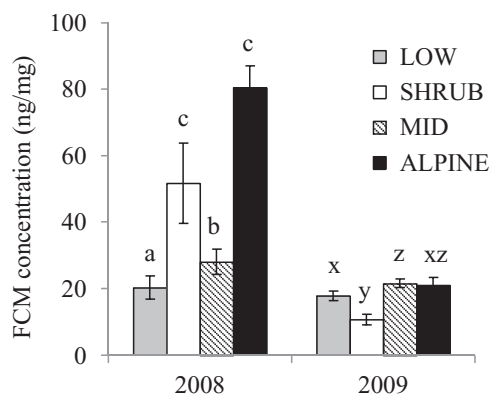 FCM concentration (ng/mg)
100
80
60
40
20
0
a
c
b
c
x
y
z
xz
2008
2009
LOW
SHRUB
MID
ALPINE